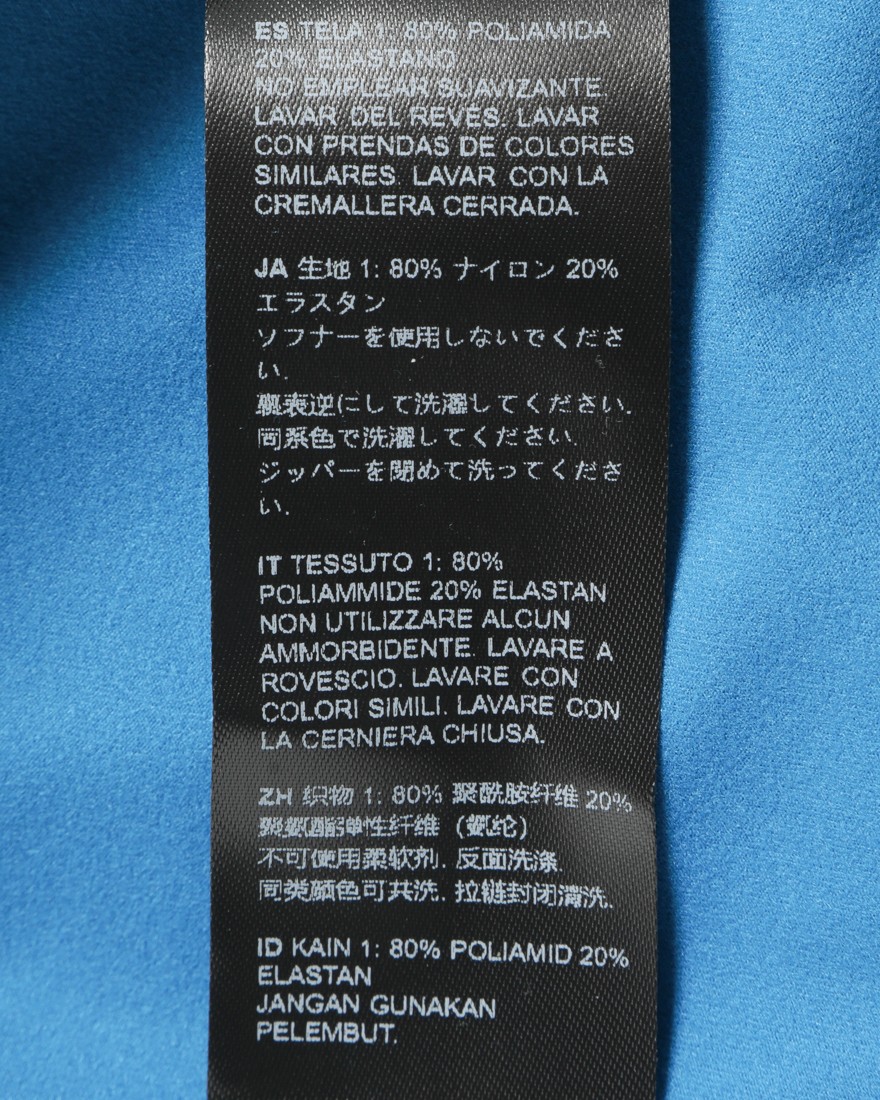 ES TELA 1: 80% POLIAMIDA
20% ELASTANO
NO EMPLEAR SUAVIZANTE.
LAVAR DEL REVÉS. LAVAR
CON PRENDAS DE COLORES
SIMILARES. LAVAR CON LA
CREMALLERA CERRADA.
JA 生地 1: 80% ナイロン 20%
エラスタン
ソフナーを使用しないでくださ
い.
裏表逆にして洗濯してください.
同系色で洗濯してください.
ジッパーを閉めて洗ってくださ
い.
IT TESSUTO 1: 80%
POLIAMMIDE 20% ELASTAN
NON UTILIZZARE ALCUN
AMMORBIDENTE. LAVARE A
ROVESCIO. LAVARE CON
COLORI SIMILI. LAVARE CON
LA CERNIERA CHIUSA.
ZH 织物 1: 80% 聚酰胺纤维 20%
聚氨酯弹性纤维 (氨纶)
不可使用柔软剂. 反面洗涤.
同类颜色可共洗. 拉链封闭清洗.
ID KAIN 1: 80% POLIAMID 20%
ELASTAN
JANGAN GUNAKAN
PELEMBUT.